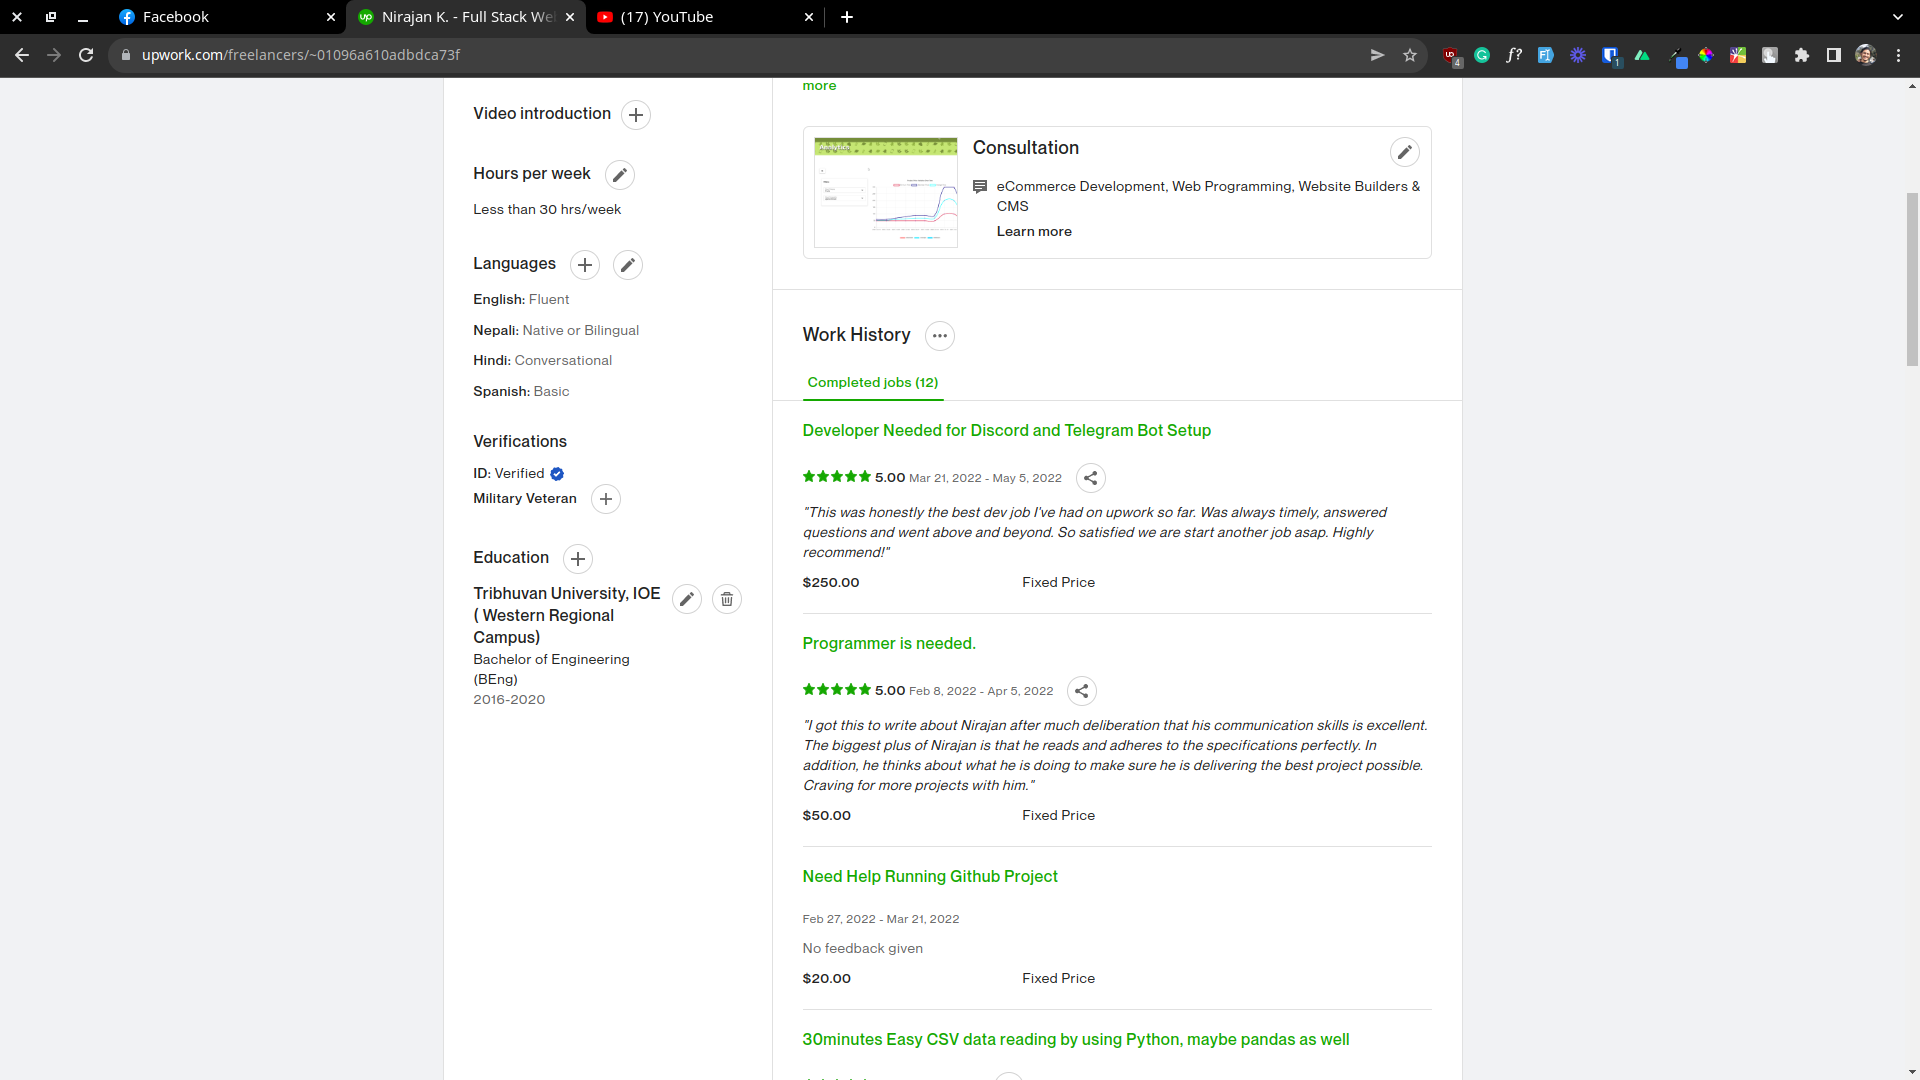 Facebook
Nirajan K. - Full Stack We
(17) YouTube
upwork.com/freelancers/~01096a610adbdca73f
4
f?
1
more
Video introduction
Hours per week
Less than 30 hrs/week
Languages
English: Fluent
Nepali: Native or Bilingual
Hindi: Conversational
Spanish: Basic
Verifications
ID: Verified
Military Veteran
Education
Tribhuvan University, IOE
( Western Regional
Campus)
Bachelor of Engineering
(BEng)
2016-2020
Consultation
eCommerce Development, Web Programming, Website Builders &
CMS
Learn more
Work History
Completed jobs (12)
Developer Needed for Discord and Telegram Bot Setup
5.00 Mar 21, 2022 - May 5, 2022
"This was honestly the best dev job I've had on upwork so far. Was always timely, answered
questions and went above and beyond. So satisfied we are start another job asap. Highly
recommend!"
$250.00 Fixed Price
Programmer is needed.
5.00 Feb 8, 2022 - Apr 5, 2022
"I got this to write about Nirajan after much deliberation that his communication skills is excellent.
The biggest plus of Nirajan is that he reads and adheres to the specifications perfectly. In
addition, he thinks about what he is doing to make sure he is delivering the best project possible.
Craving for more projects with him."
$50.00 Fixed Price
Need Help Running Github Project
Feb 27, 2022 - Mar 21, 2022
No feedback given
$20.00 Fixed Price
30minutes Easy CSV data reading by using Python, maybe pandas as well